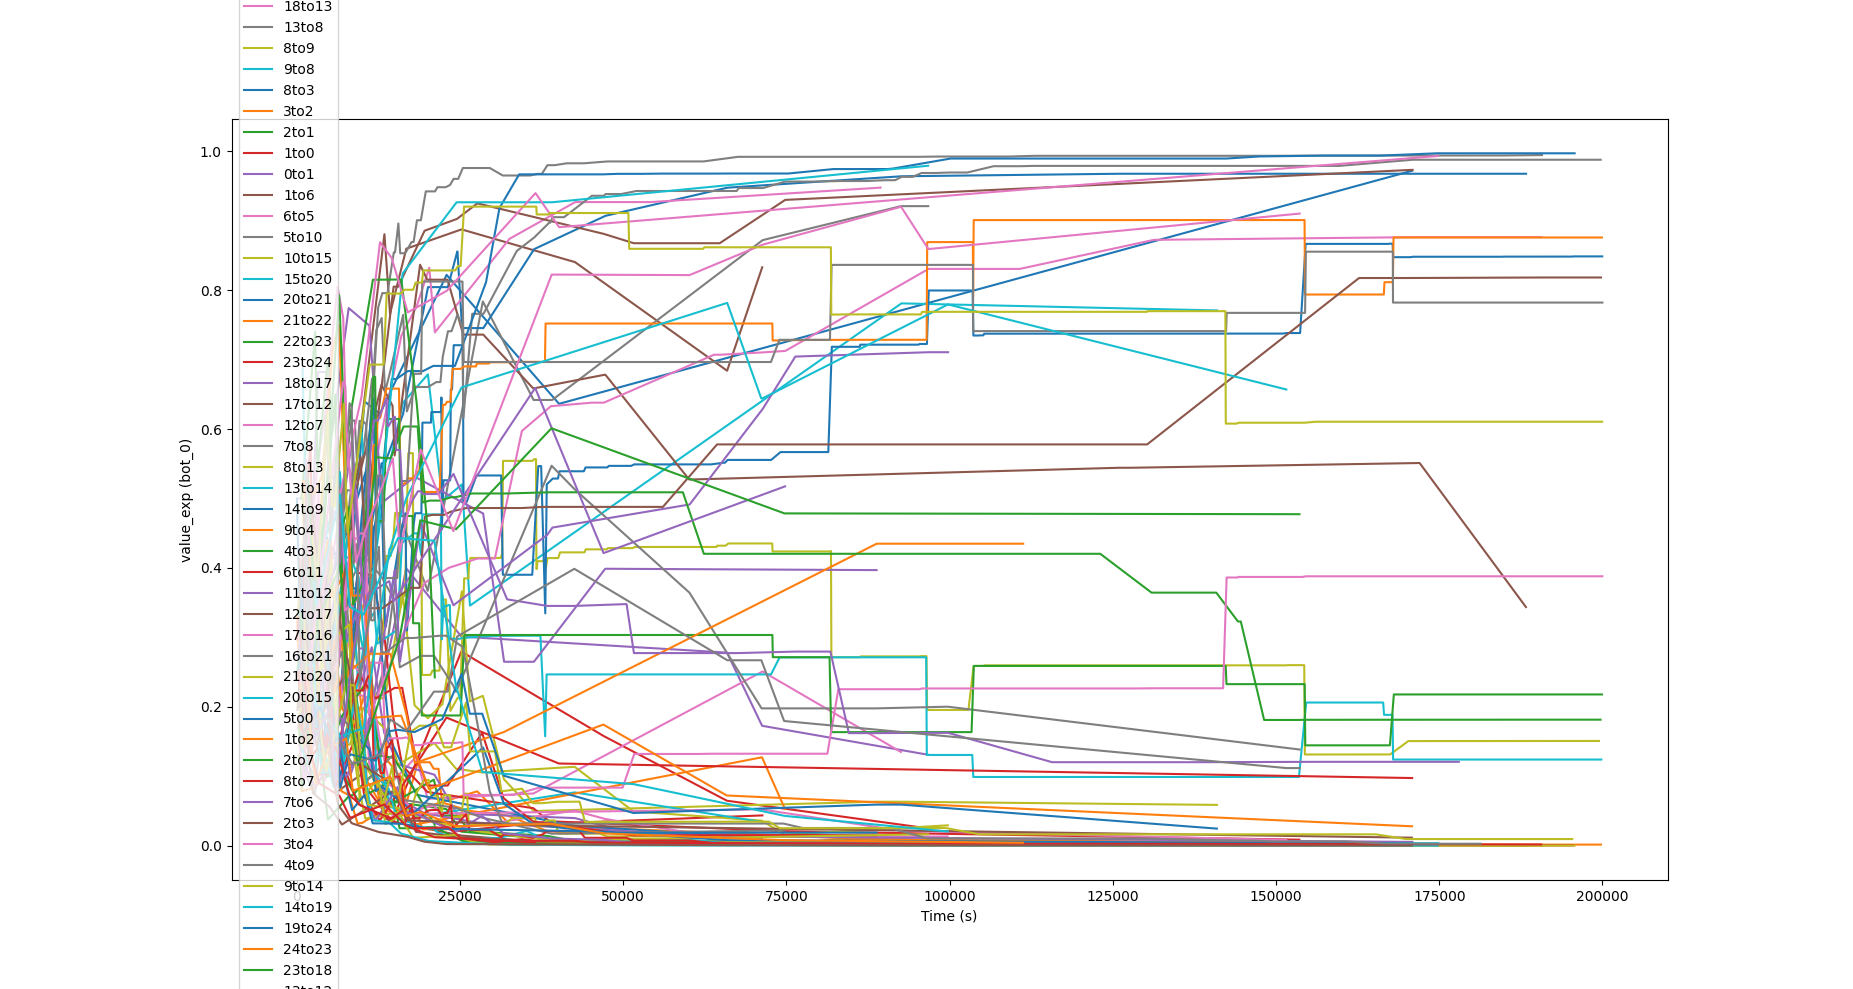 18to13
13to8
8to9
9to8
8to3
3to2
2to1
1to0
0to1
1to6
6to5
5to10
10to15
15to20
20to21
21to22
22to23
23to24
18to17
17to12
12to7
7to8
8to13
13to14
14to9
9to4
4to3
6to11
11to12
12to17
17to16
16to21
21to20
20to15
5to0
1to2
2to7
8to7
7to6
2to3
3to4
4to9
9to14
14to19
19to24
24to23
23to18
1.0
0.8
0.6
0.4
0.2
0.0
value_exp (bot_0)
25000
50000
75000
100000
125000
150000
175000
200000
Time (s)